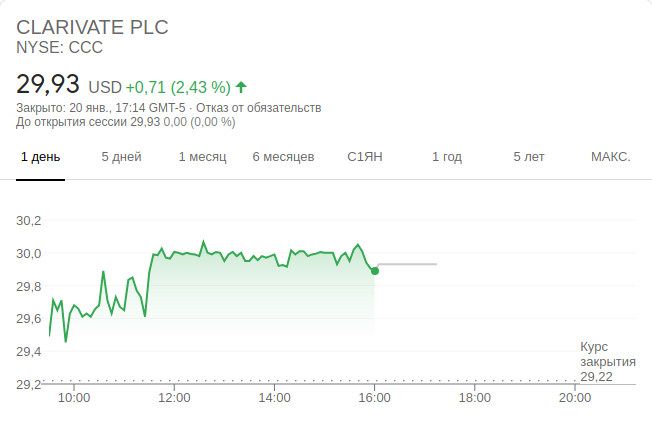 CLARIVATE PLC
NYSE: CCC
29,93 USD +0,71 (2,43 %)
Закрыто: 20 янв., 17:14 GMT-5 · Отказ от обязательств
До открытия сессии 29,93 0,00 (0,00 %)
1 день 5 дней 1 месяц 6 месяцев С1ЯН 1 год 5 лет МАКС.
30,2
30,0
29,8
29,6
29,4
Курс
закрытия
29,22
29,2
10:00 12:00 14:00 16:00 18:00 20:00